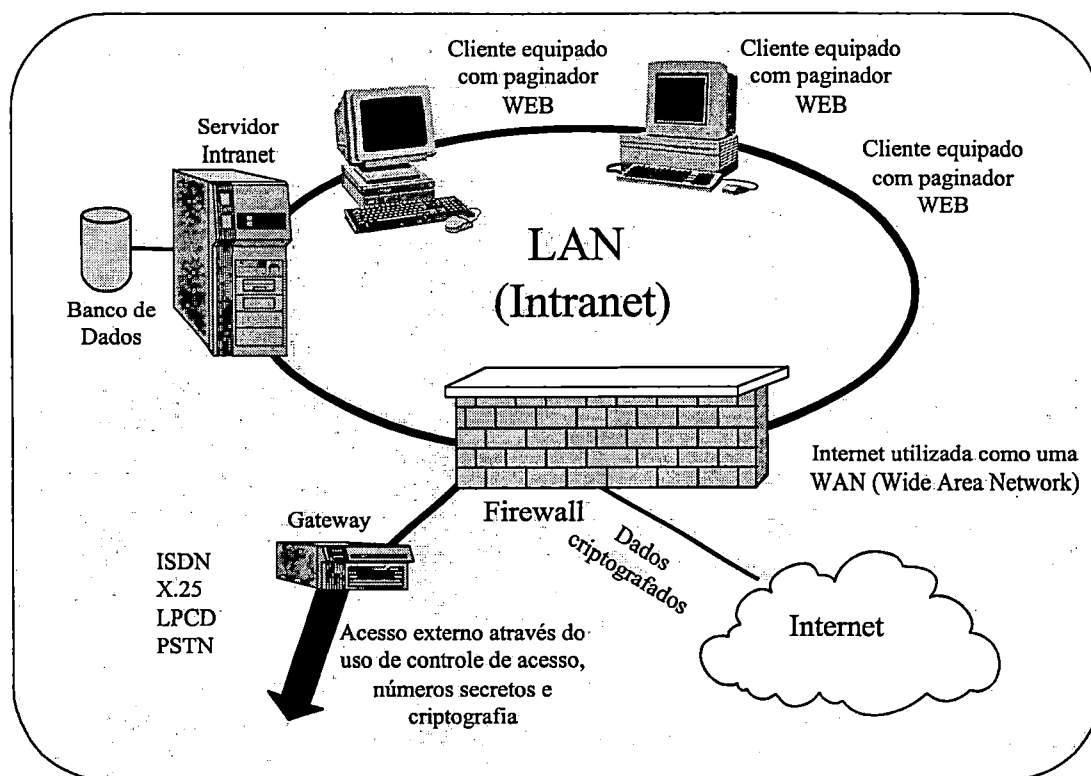 Cliente equipado
com paginador
WEB
Cliente equipado
com paginador
WEB
Cliente equipado
com paginador
WEB
Servidor
Intranet
Banco de
Dados
LAN
(Intranet)
Internet utilizada como uma
WAN (Wide Area Network)
Firewall
Gateway
ISDN
X.25
LPCD
PSTN
Dados
criptografados
Internet
Acesso externo através do
uso de controle de acesso,
números secretos e
criptografia